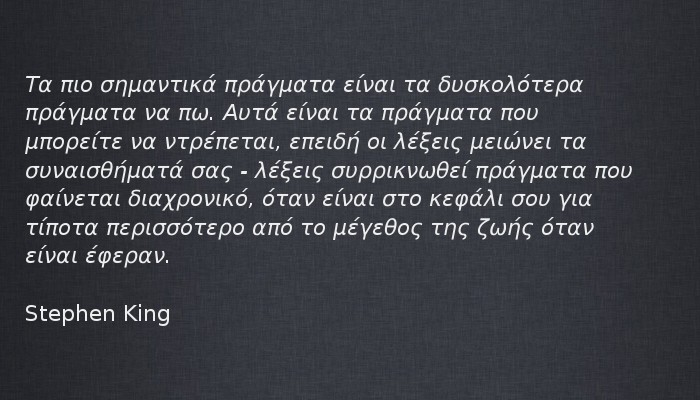 Τα πιο σημαντικά πράγματα είναι τα δυσκολότερα
πράγματα να πω. Αυτά είναι τα πράγματα που
μπορείτε να ντρέπεται, επειδή οι λέξεις μειώνει τα
συναισθήματά σας - λέξεις συρρικνωθεί πράγματα που
φαίνεται διαχρονικό, όταν είναι στο κεφάλι σου για
τίποτα περισσότερο από το μέγεθος της ζωής όταν
είναι έφεραν.
Stephen King